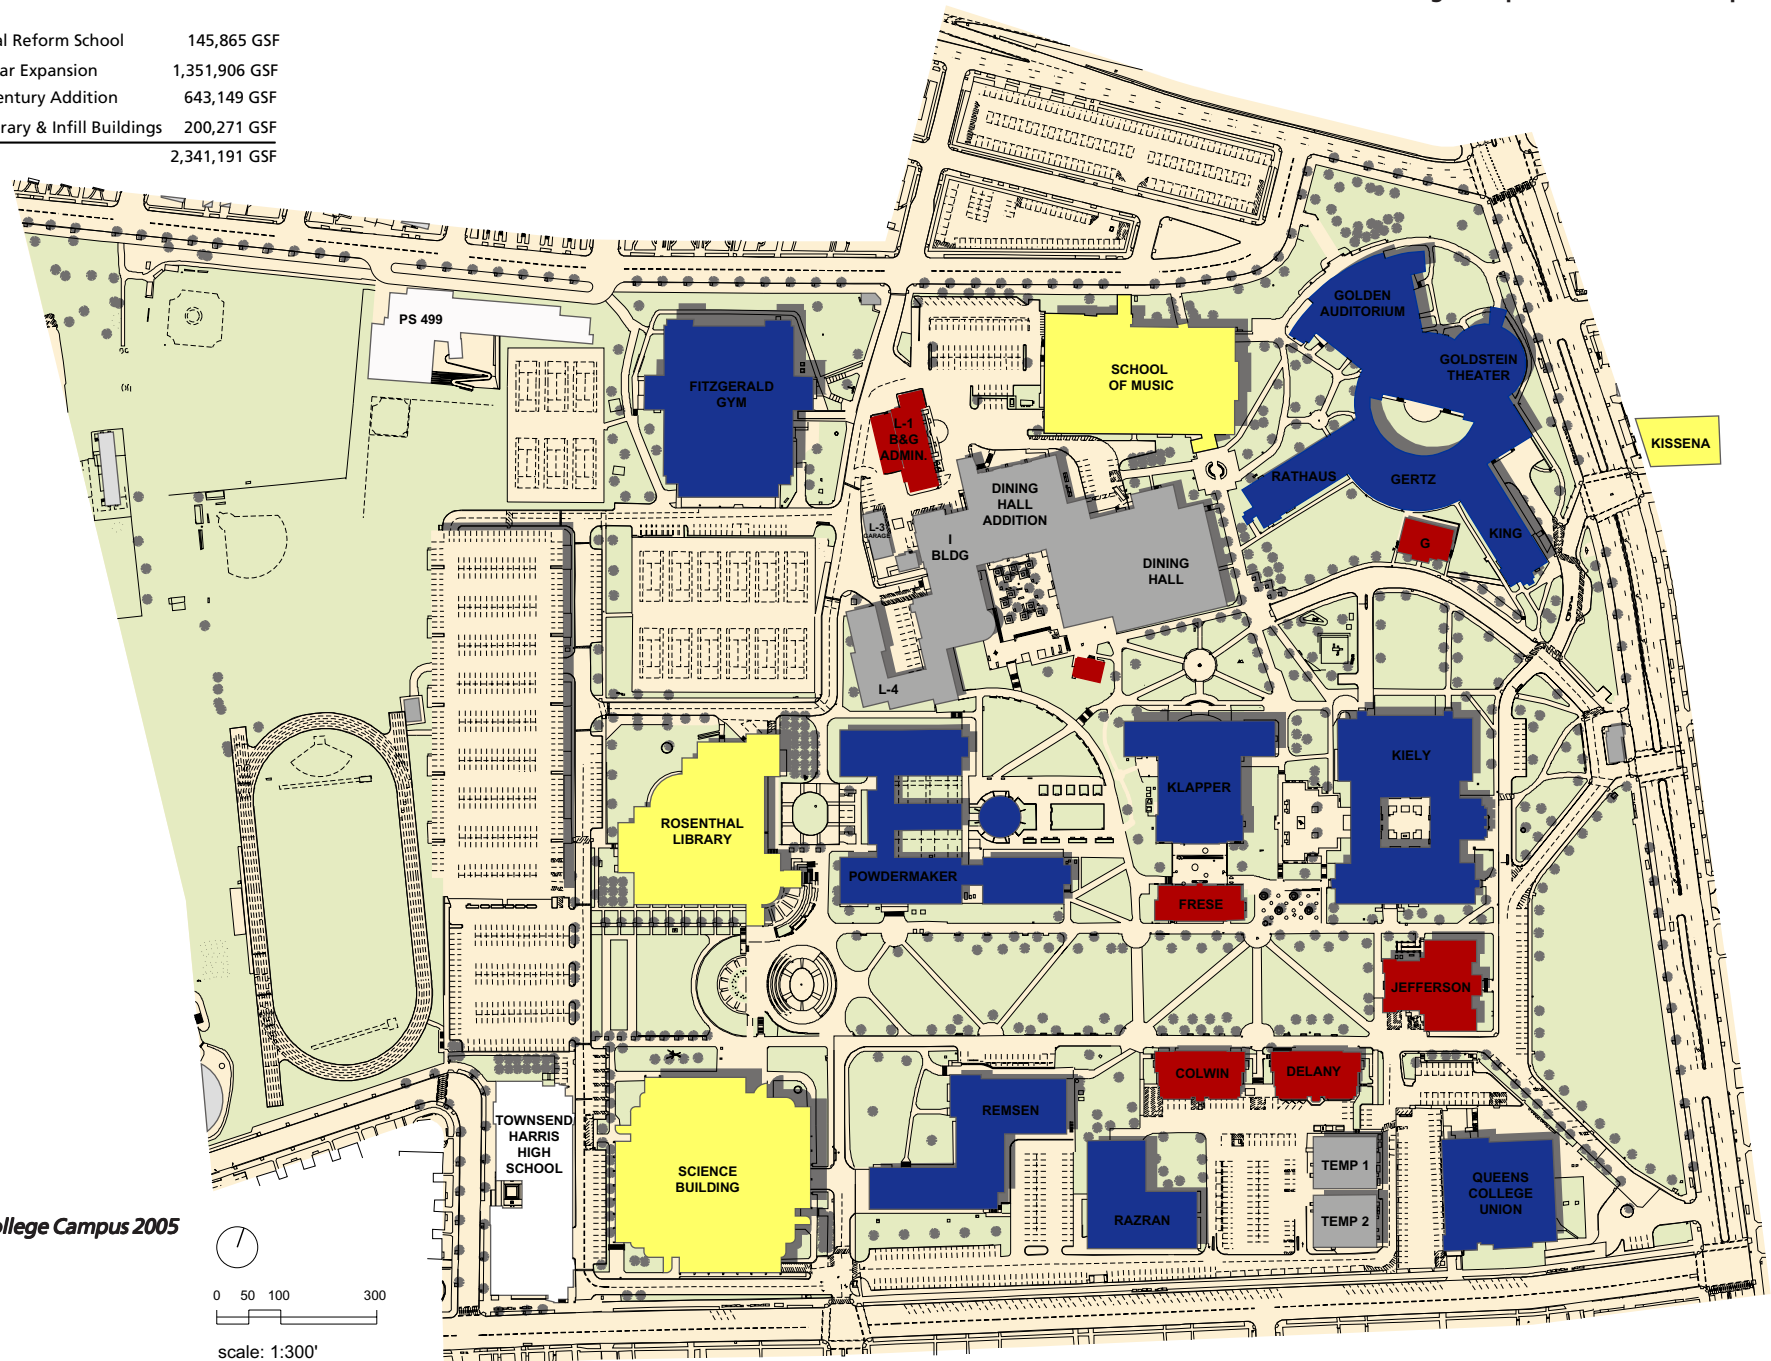 al Reform School 145,865 GSF
ar Expansion 1,351,906 GSF
entury Addition 643,149 GSF
rary & Infill Buildings 200,271 GSF
2,341,191 GSF
PS 499
FITZGERALD
GYM
L-1
B&G
ADMIN.
SCHOOL
OF MUSIC
GOLDEN
AUDITORIUM
GOLDSTEIN
THEATER
KISSENA
RATHAUS
GERTZ
KING
G
DINING
HALL
ADDITION
L-3
GARAGE
I
BLDG
DINING
HALL
L-4
ROSENTHAL
LIBRARY
POWDERMAKER
KLAPPER
KIELY
FRESE
JEFFERSON
COLWIN
DELANY
REMSEN
TOWNSEND
HARRIS
HIGH
SCHOOL
SCIENCE
BUILDING
RAZRAN
TEMP 1
TEMP 2
QUEENS
COLLEGE
UNION
ollege Campus 2005
0 50 100 300
scale: 1:300'